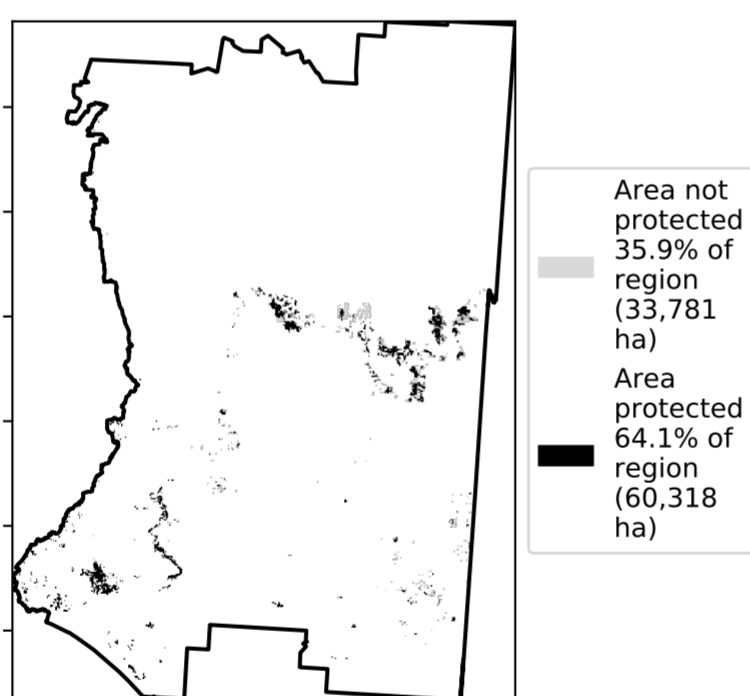 Area not
protected
35.9% of
region
(33,781
ha)
Area
protected
64.1% of
region
(60,318
ha)